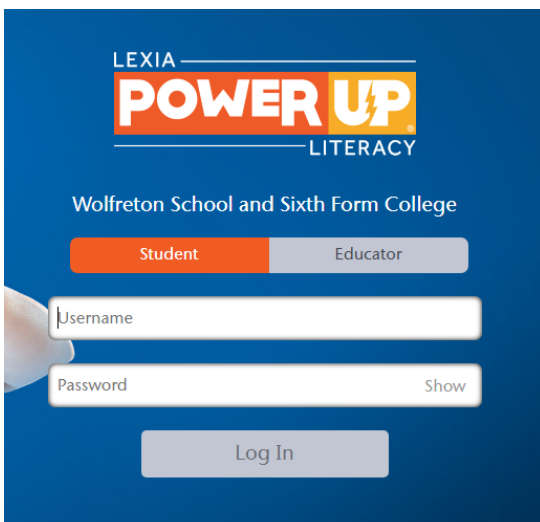 LEXIA
POWER UP®
LITERACY
Wolfreton School and Sixth Form College
Student Educator
Username
Password Show
Log In